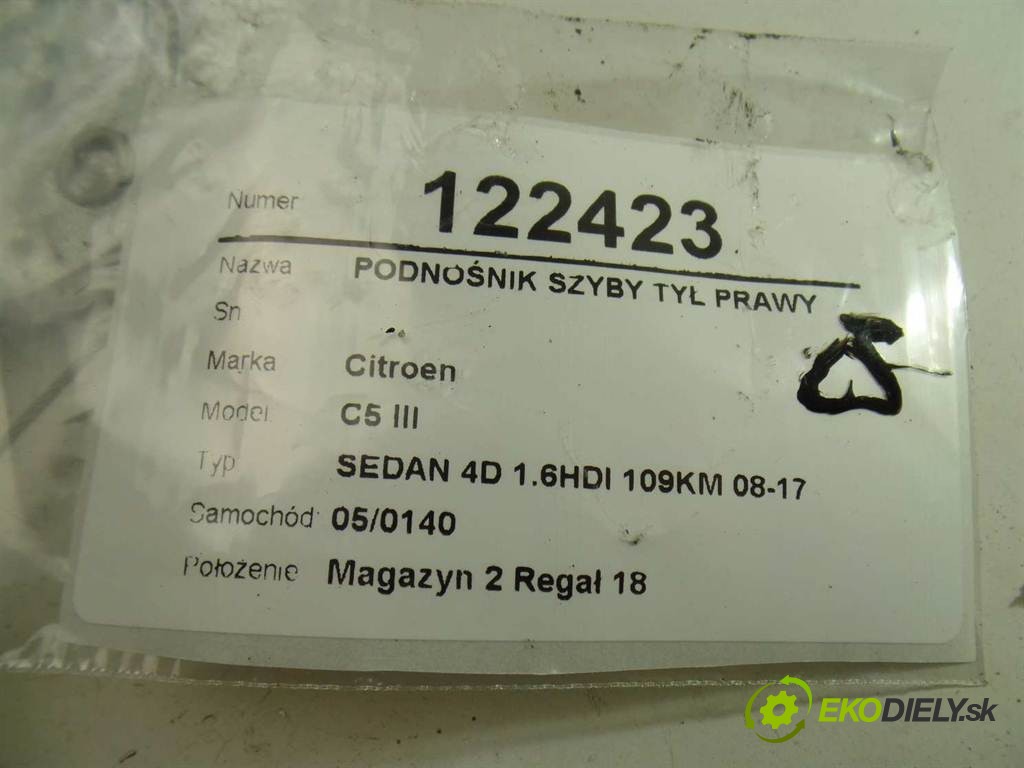 Numer 122423
Nazwa PODNOŚNIK SZYBY TYŁ PRAWY
Sn
Marka Citroen
Model C5 III
Typ SEDAN 4D 1.6HDI 109KM 08-17
Samochód 05/0140
Położenie Magazyn 2 Regał 18
EKODIELY.sk